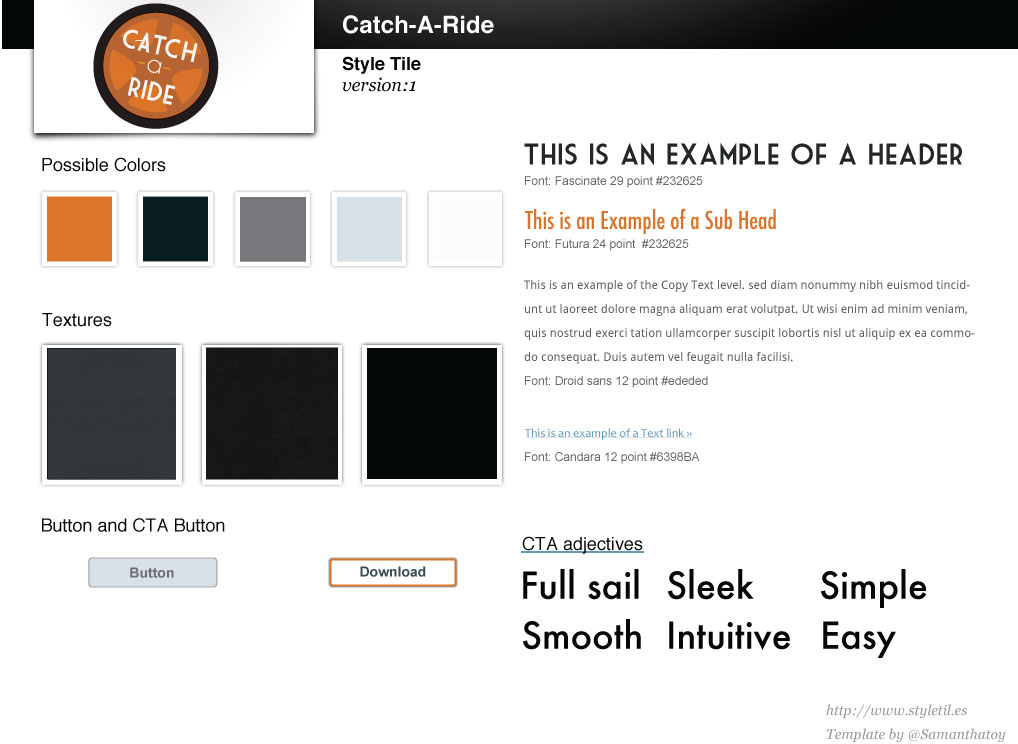 CATCH
a
RIDE
Catch-A-Ride
Style Tile
version:1
Possible Colors
Textures
Button and CTA Button
Button
Download
THIS IS AN EXAMPLE OF A HEADER
Font: Fascinate 29 point #232625
This is an Example of a Sub Head
Font: Futura 24 point  #232625
This is an example of the Copy Text level. sed diam nonummy nibh euismod tincid-
unt ut laoreet dolore magna aliquam erat volutpat. Ut wisi enim ad minim veniam,
quis nostrud exerci tation ullamcorper suscipit lobortis nisl ut aliquip ex ea commo-
do consequat. Duis autem vel feugait nulla facilisi.
Font: Droid sans 12 point #ededed
This is an example of a Text link »
Font: Candara 12 point #6398BA
CTA adjectives
Full sail Sleek Simple
Smooth Intuitive Easy
http://www.styletil.es
Template by @Samanthatoy